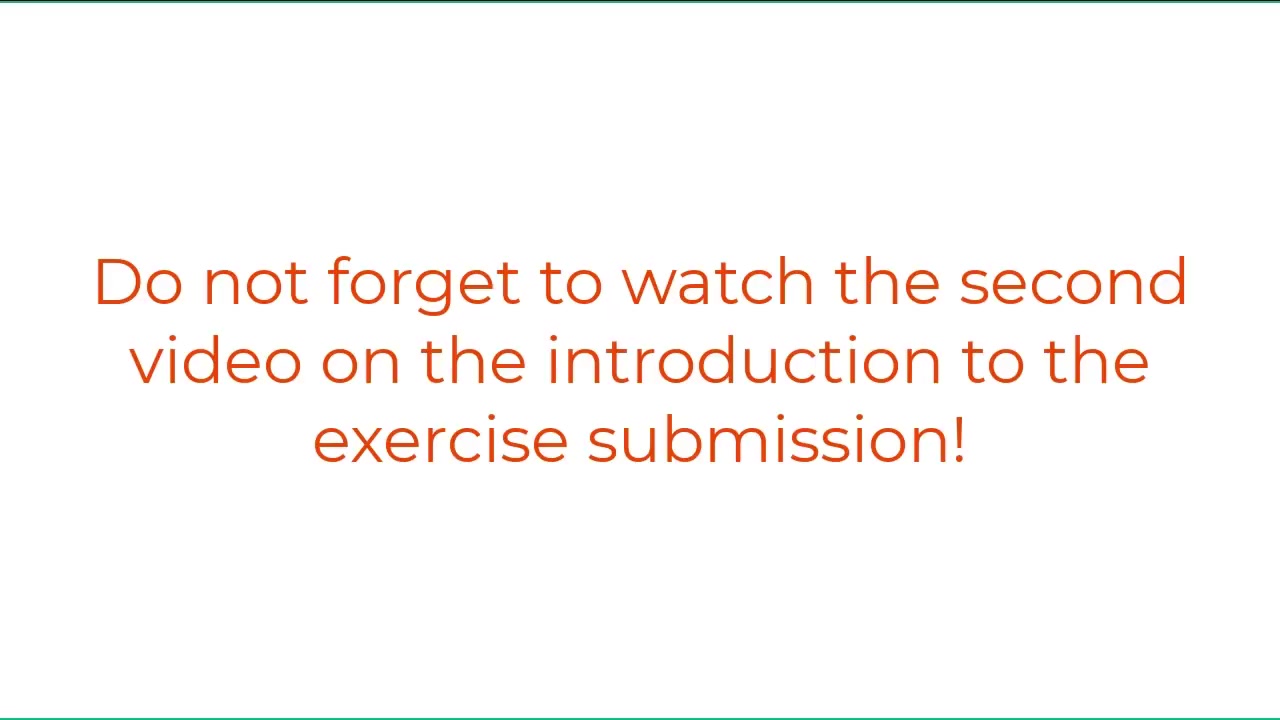 Do not forget to watch the second
video on the introduction to the
exercise submission!